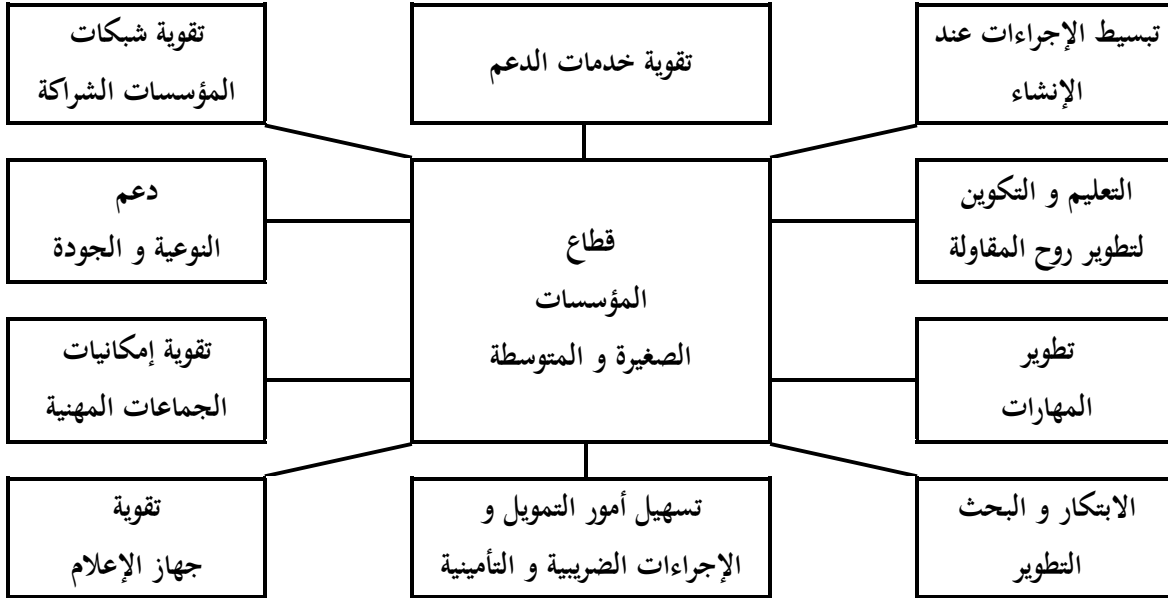 تبسيط الإجراءات عند
الإنشاء
تقوية خدمات الدعم
تقوية شبكات
المؤسسات الشراكة
التعليم و التكوين
لتطوير روح المقاولة
دعم
النوعية و الجودة
قطاع
المؤسسات
الصغيرة و المتوسطة
تطوير
المهارات
تقوية إمكانيات
الجماعات المهنية
الابتكار و البحث
التطوير
تسهيل أمور التمويل و
الإجراءات الضريبية و التأمينية
تقوية
جهاز الإعلام